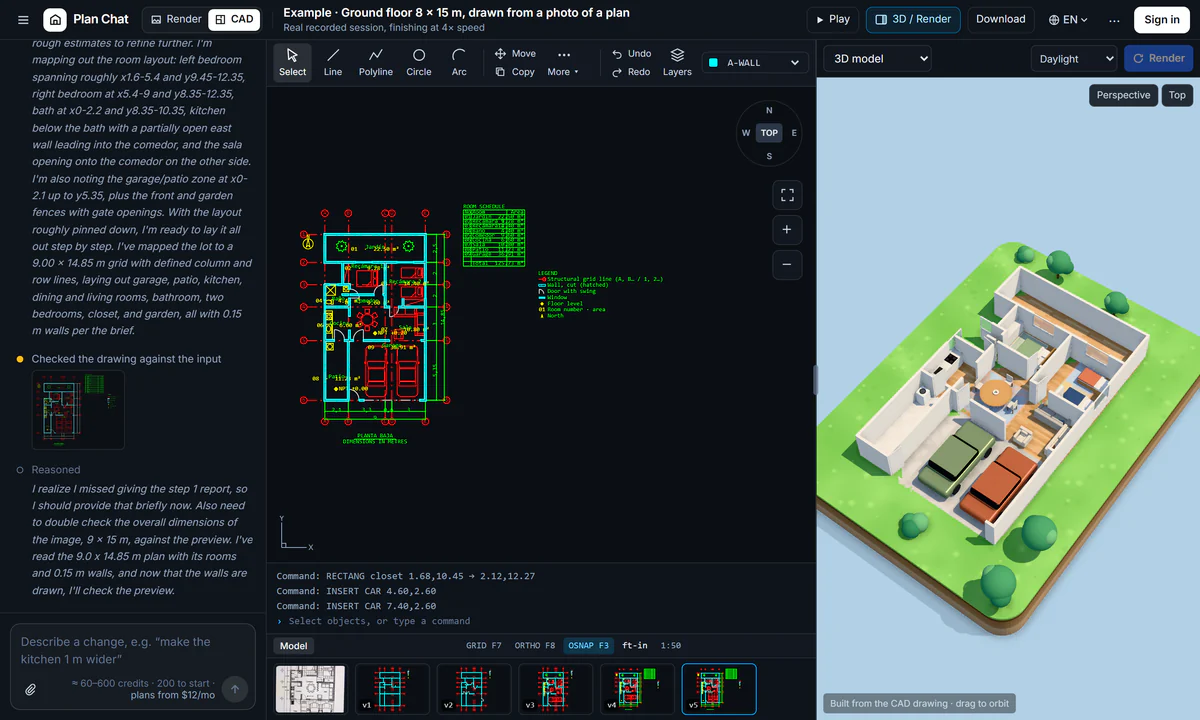 Plan Chat
Render
CAD
Example · Ground floor 8 × 15 m, drawn from a photo of a plan
Real recorded session, finishing at 4× speed
Play
3D / Render
Download
EN
...
Sign in
rough estimates to refine further. I'm
mapping out the room layout: left bedroom
spanning roughly x1.6-5.4 and y9.45-12.35,
right bedroom at x5.4-9 and y8.35-12.35,
bath at x0-2.2 and y8.35-10.35, kitchen
below the bath with a partially open east
wall leading into the comedor, and the sala
opening onto the comedor on the other side.
I'm also noting the garage/patio zone at x0-
2.1 up to y5.35, plus the front and garden
fences with gate openings. With the layout
roughly pinned down, I'm ready to lay it all
out step by step. I've mapped the lot to a
9.00 × 14.85 m grid with defined column and
row lines, laying out garage, patio, kitchen,
dining and living rooms, bathroom, two
bedrooms, closet, and garden, all with 0.15
m walls per the brief.
Checked the drawing against the input
Reasoned
I realize I missed giving the step 1 report, so
I should provide that briefly now. Also need
to double check the overall dimensions of
the image, 9 × 15 m, against the preview. I've
read the 9.0 x 14.85 m plan with its rooms
and 0.15 m walls, and now that the walls are
drawn, I'll check the preview.
Describe a change, e.g. "make the
kitchen 1 m wider"
≈ 60–600 credits · 200 to start ·
plans from $12/mo
Select
Line
Polyline
Circle
Arc
Move
Copy
...
More
Undo
Redo
Layers
A-WALL
N
W
TOP
E
S
+
−
ROOM SCHEDULE
LEGEND
Structural grid line (A, B… / 1, 2…)
Wall, cut (hatched)
Door with swing
Window
Floor level
01 Room number · area
North
PLANTA BAJA
DIMENSIONS IN METRES
Y
X
Command: RECTANG closet 1.68,10.45 → 2.12,12.27
Command: INSERT CAR 4.60,2.60
Command: INSERT CAR 7.40,2.60
› Select objects, or type a command
Model
GRID F7
ORTHO F8
OSNAP F3
ft-in
1:50
v1
v2
v3
v4
v5
3D model
Daylight
Render
Perspective
Top
Built from the CAD drawing · drag to orbit